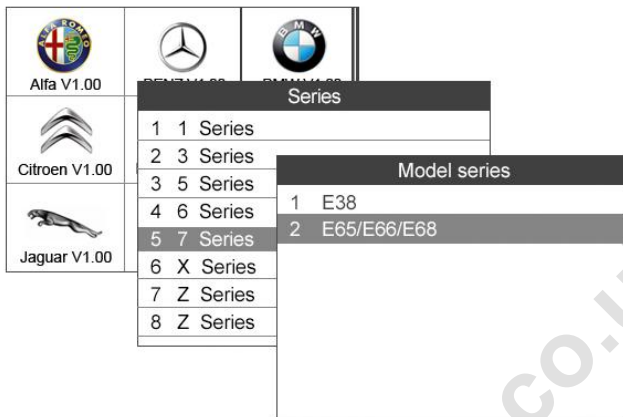 Alfa V1.00
Citroen V1.00
Jaguar V1.00
Series
1 1 Series
2 3 Series
3 5 Series
4 6 Series
5 7 Series
6 X Series
7 Z Series
8 Z Series
Model series
1 E38
2 E65/E66/E68
co.u